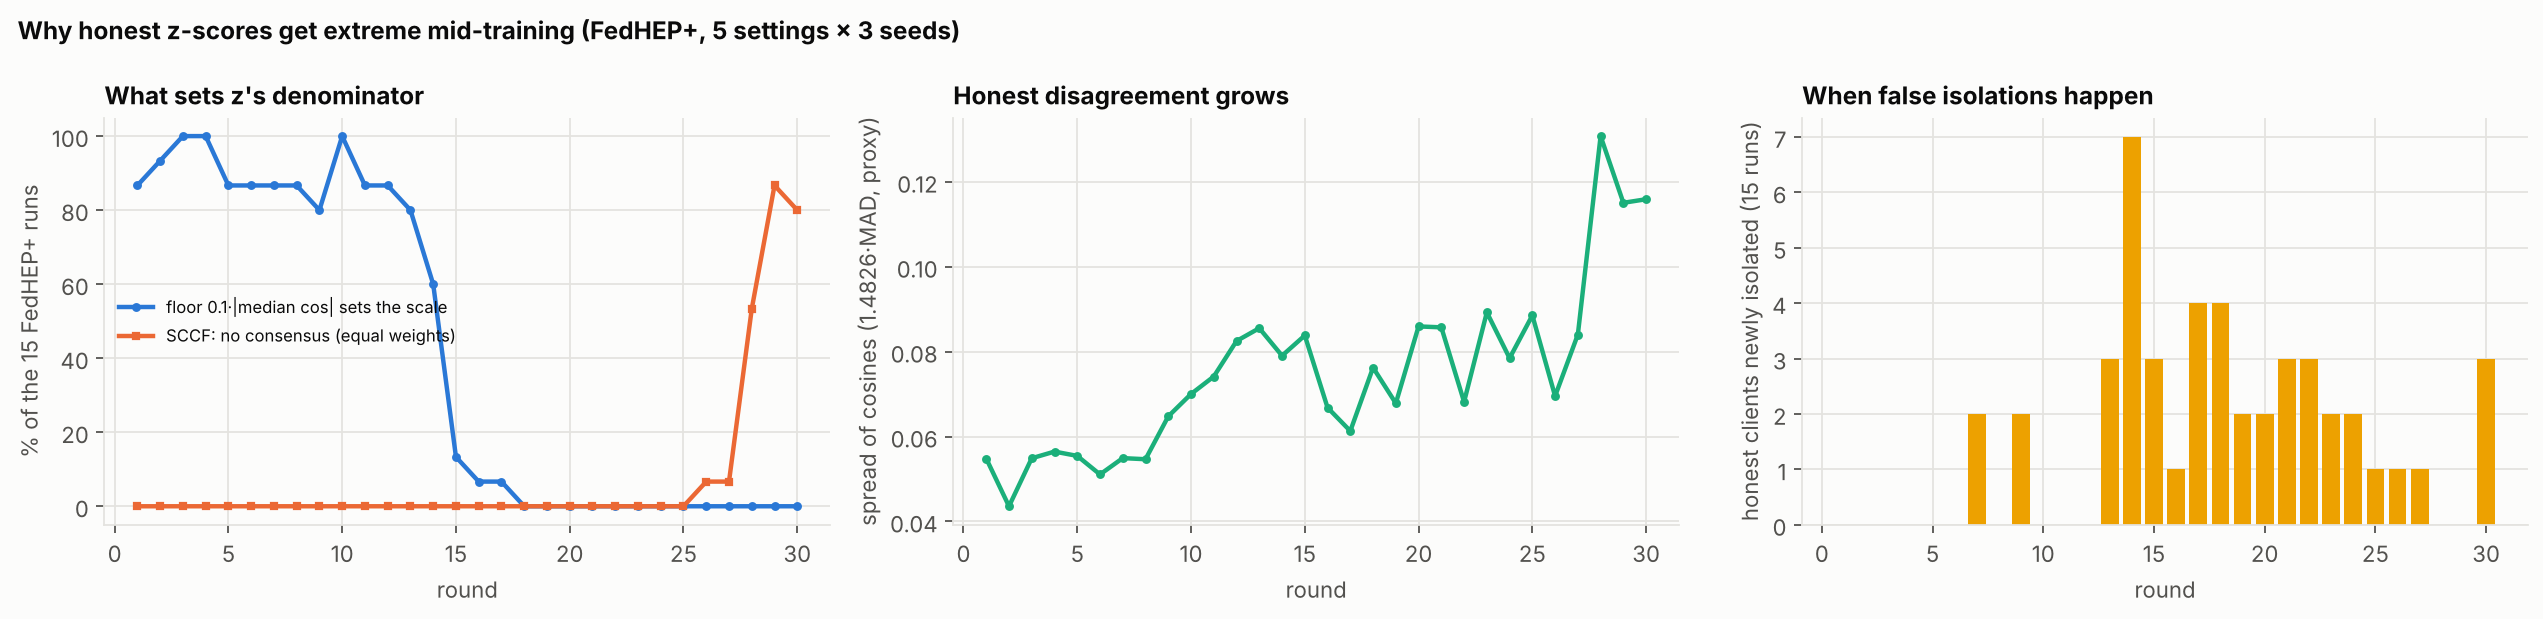 Why honest z-scores get extreme mid-training (FedHEP+, 5 settings × 3 seeds)
What sets z's denominator
% of the 15 FedHEP+ runs
100
80
60
40
20
0
floor 0.1·|median cos| sets the scale
SCCF: no consensus (equal weights)
0 5 10 15 20 25 30
round
Honest disagreement grows
spread of cosines (1.4826·MAD, proxy)
0.12
0.10
0.08
0.06
0.04
0 5 10 15 20 25 30
round
When false isolations happen
honest clients newly isolated (15 runs)
7
6
5
4
3
2
1
0
0 5 10 15 20 25 30
round